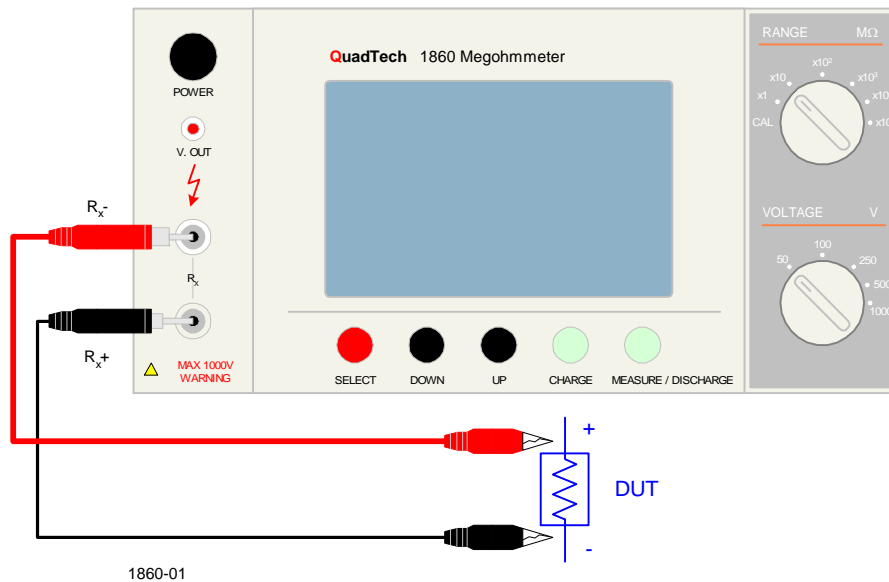 QuadTech 1860 Megohmmeter
POWER
V. OUT
Rx-
Rx
Rx+
MAX 1000V
WARNING
SELECT
DOWN
UP
CHARGE
MEASURE / DISCHARGE
RANGE MΩ
CAL
x1
x10
x10²
x10³
x10
x10
VOLTAGE V
50
100
250
500
1000
+
DUT
-
1860-01